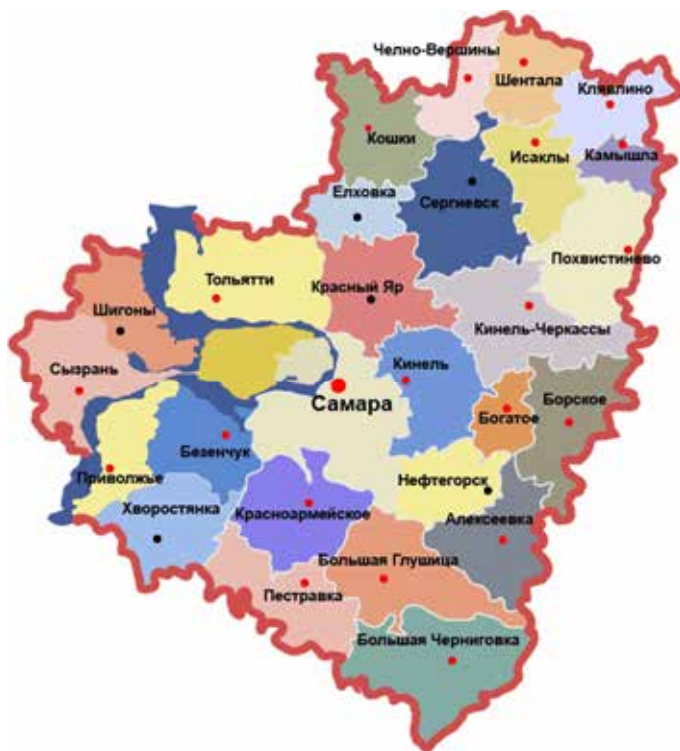 Челно-Вершины
Шентала
Клявлино
Кошки
Исаклы
Камышла
Елховка
Сергиевск
Похвистинево
Тольятти
Красный Яр
Шигоны
Кинель-Черкассы
Сызрань
Кинель
Самара
Богатое
Борское
Безенчук
Приволжье
Нефтегорск
Хворостянка
Красноармейское
Алексеевка
Большая Глушица
Пестравка
Большая Черниговка